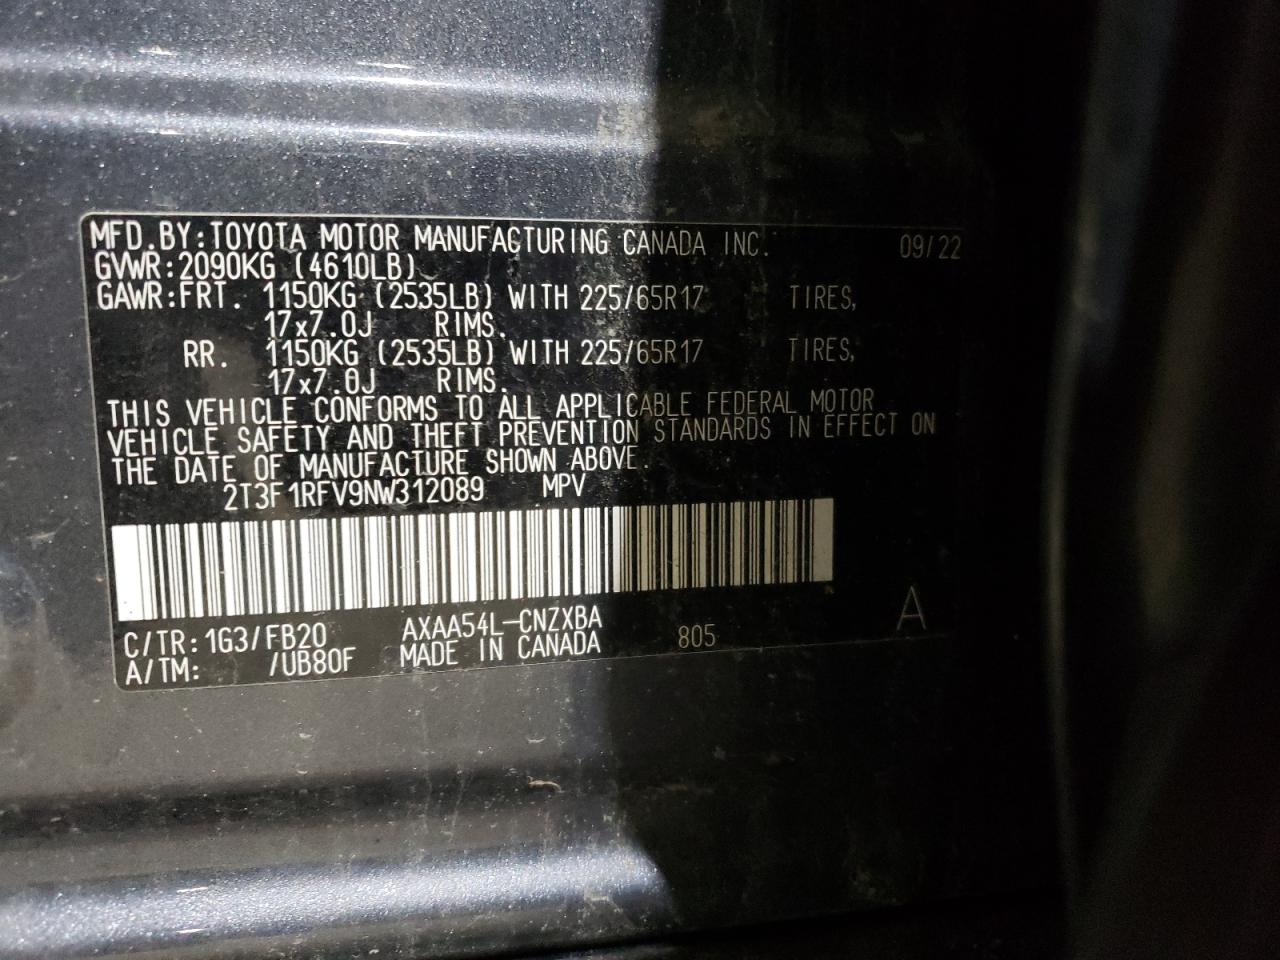 MFD.BY:TOYOTA MOTOR MANUFACTURING CANADA INC. 09/22
GVWR:2090KG (4610LB)
GAWR:FRT. 1150KG (2535LB) WITH 225/65R17 TIRES,
17x7.0J RIMS.
RR. 1150KG (2535LB) WITH 225/65R17 TIRES,
17x7.0J RIMS.
THIS VEHICLE CONFORMS TO ALL APPLICABLE FEDERAL MOTOR
VEHICLE SAFETY AND THEFT PREVENTION STANDARDS IN EFFECT ON
THE DATE OF MANUFACTURE SHOWN ABOVE.
2T3F1RFV9NW312089 MPV
C/TR:1G3/FB20 AXAA54L-CNZXBA 805 A
A/TM: /UB80F MADE IN CANADA